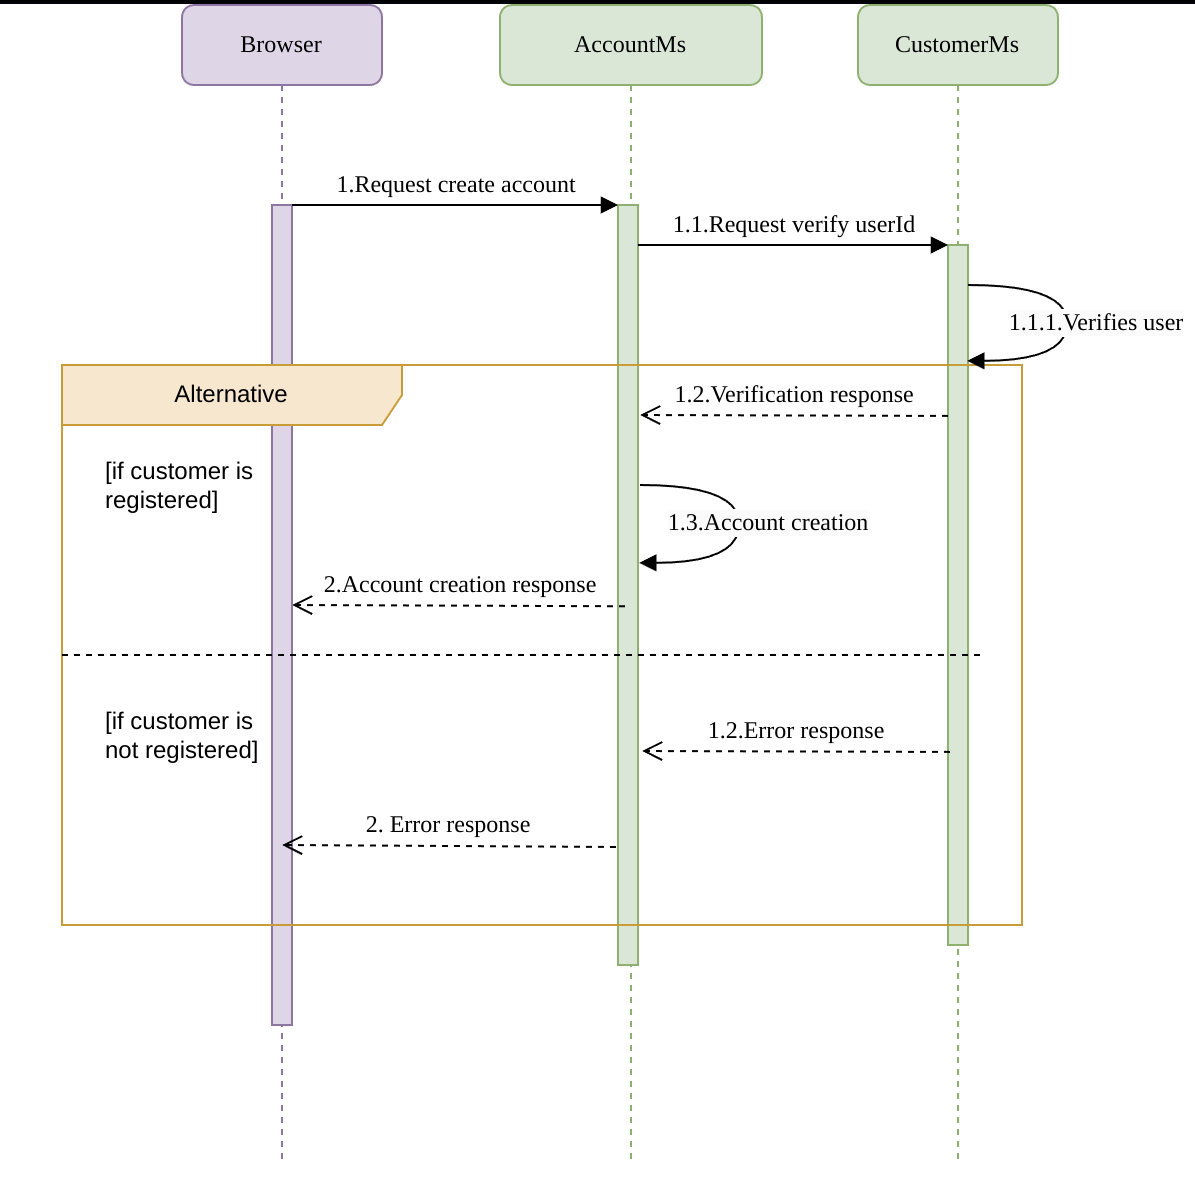 Browser
AccountMs
CustomerMs
1.Request create account
1.1.Request verify userId
1.1.1.Verifies user
Alternative
1.2.Verification response
[if customer is
registered]
1.3.Account creation
2.Account creation response
[if customer is
not registered]
1.2.Error response
2. Error response